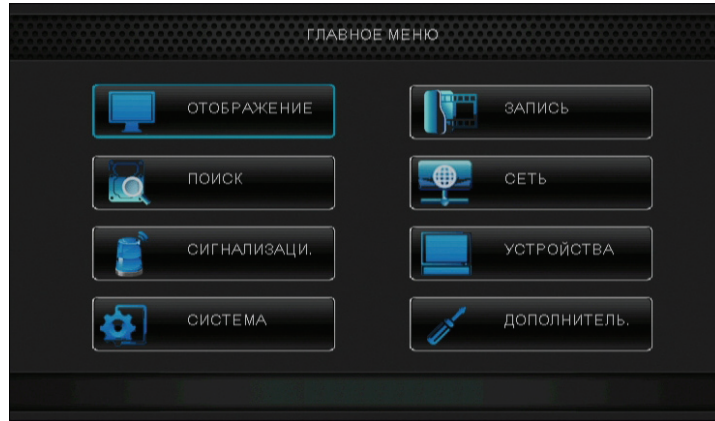 ГЛАВНОЕ МЕНЮ
ОТОБРАЖЕНИЕ
ЗАПИСЬ
ПОИСК
СЕТЬ
СИГНАЛИЗАЦИ.
УСТРОЙСТВА
СИСТЕМА
ДОПОЛНИТЕЛЬ.